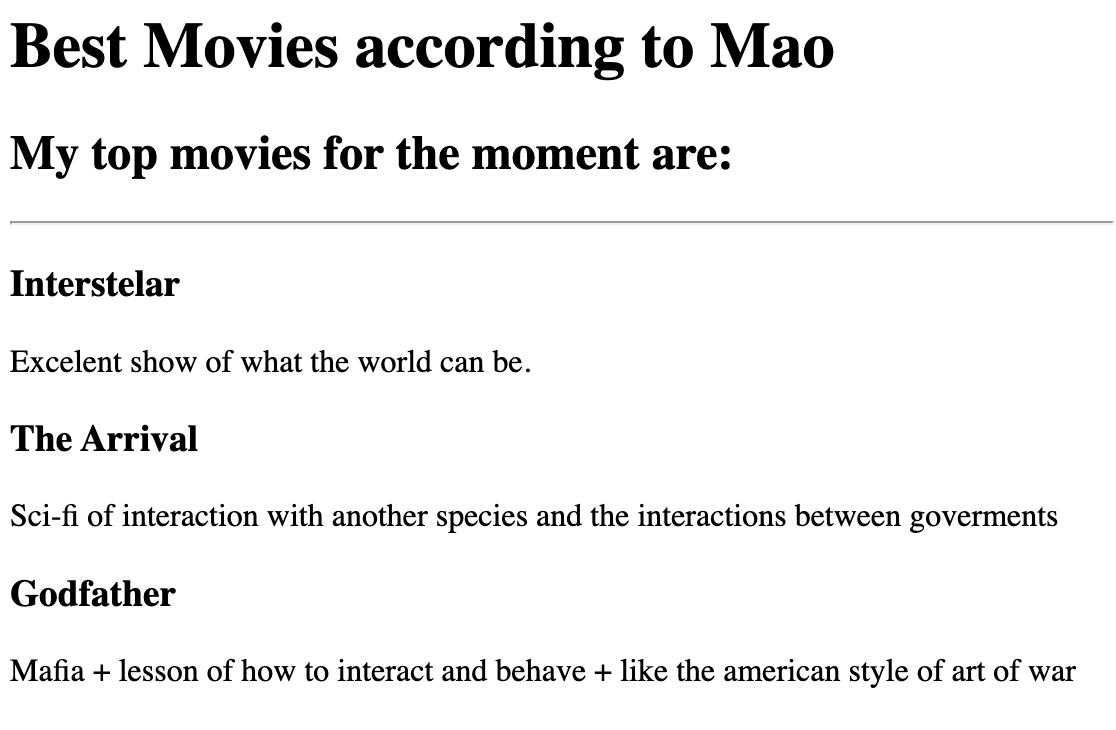 Best Movies according to Mao
My top movies for the moment are:
Interstelar
Excelent show of what the world can be.
The Arrival
Sci-fi of interaction with another species and the interactions between goverments
Godfather
Mafia + lesson of how to interact and behave + like the american style of art of war